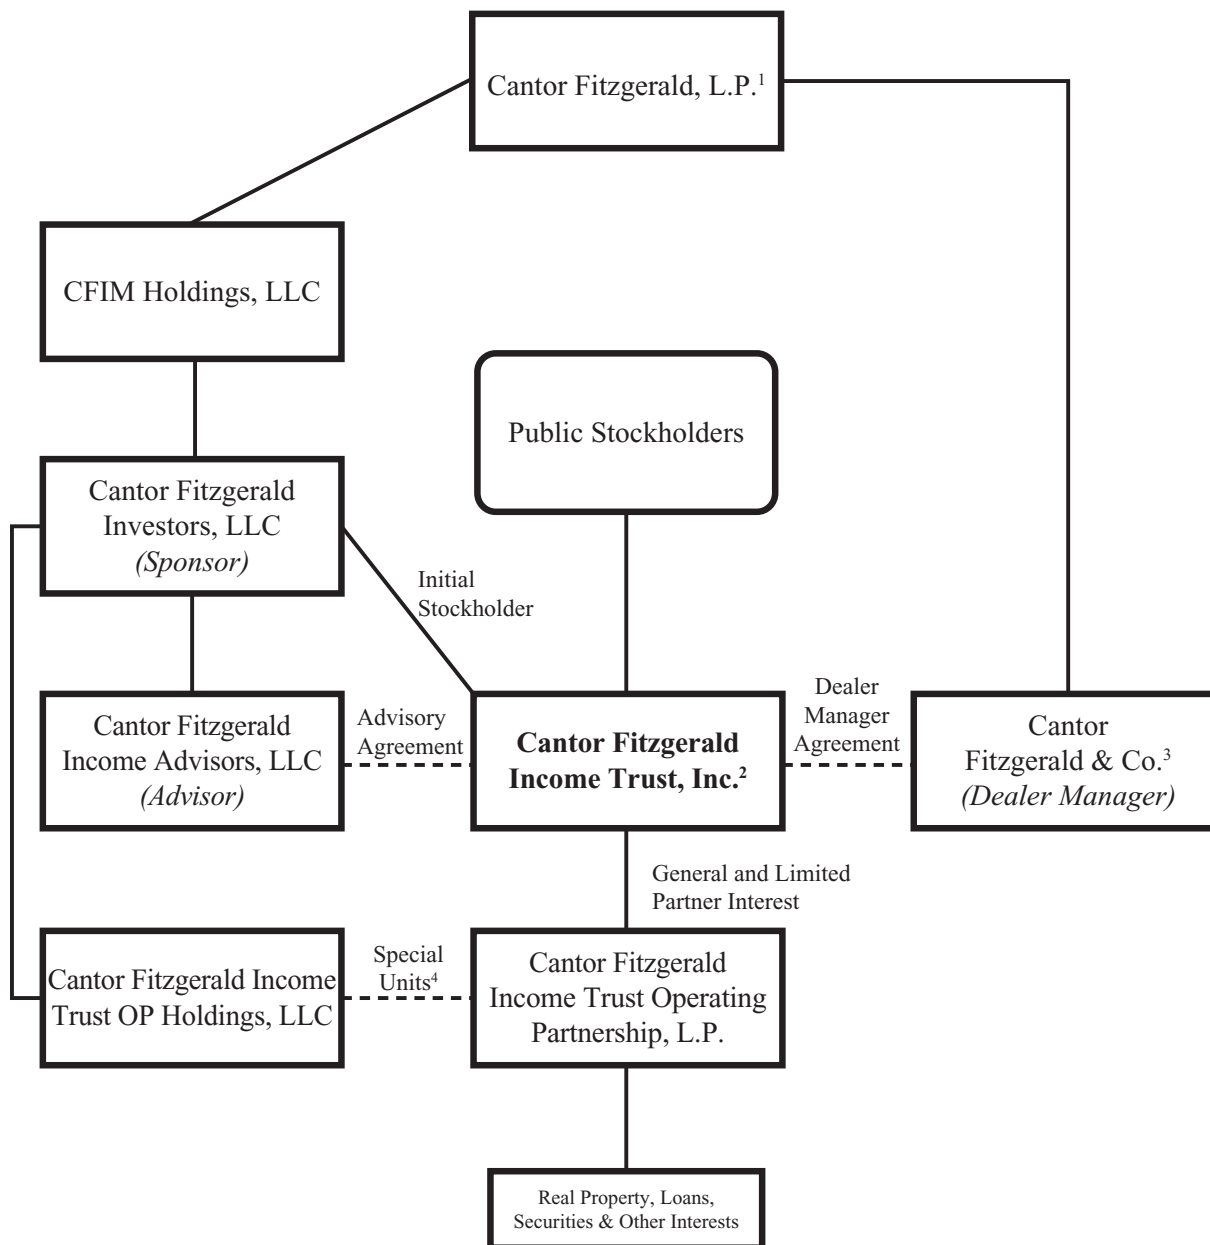 Cantor Fitzgerald, L.P.¹
CFIM Holdings, LLC
Public Stockholders
Cantor Fitzgerald
Investors, LLC
(Sponsor)
Initial
Stockholder
Cantor Fitzgerald
Income Advisors, LLC
(Advisor)
Advisory
Agreement
Cantor Fitzgerald
Income Trust, Inc.²
Dealer
Manager
Agreement
Cantor
Fitzgerald & Co.³
(Dealer Manager)
General and Limited
Partner Interest
Cantor Fitzgerald Income
Trust OP Holdings, LLC
Special
Units⁴
Cantor Fitzgerald
Income Trust Operating
Partnership, L.P.
Real Property, Loans,
Securities & Other Interests